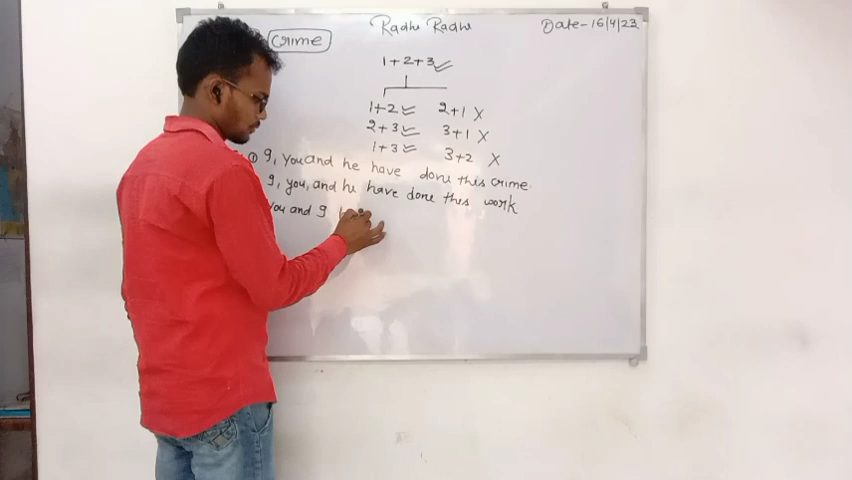 Crime
Radhe Radhe
Date-16/4/23
1+2+3
1+2 2+1 X
2+3 3+1 X
1+3 3+2 X
① I, You and he have done this crime.
I, you, and he have done this work
You and I